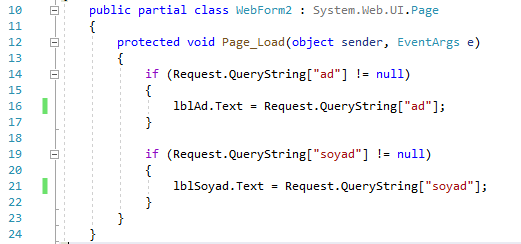 10 public partial class WebForm2 : System.Web.UI.Page
11 {
12 protected void Page_Load(object sender, EventArgs e)
13 {
14 if (Request.QueryString["ad"] != null)
15 {
16 lblAd.Text = Request.QueryString["ad"];
17 }
18
19 if (Request.QueryString["soyad"] != null)
20 {
21 lblSoyad.Text = Request.QueryString["soyad"];
22 }
23 }
24 }